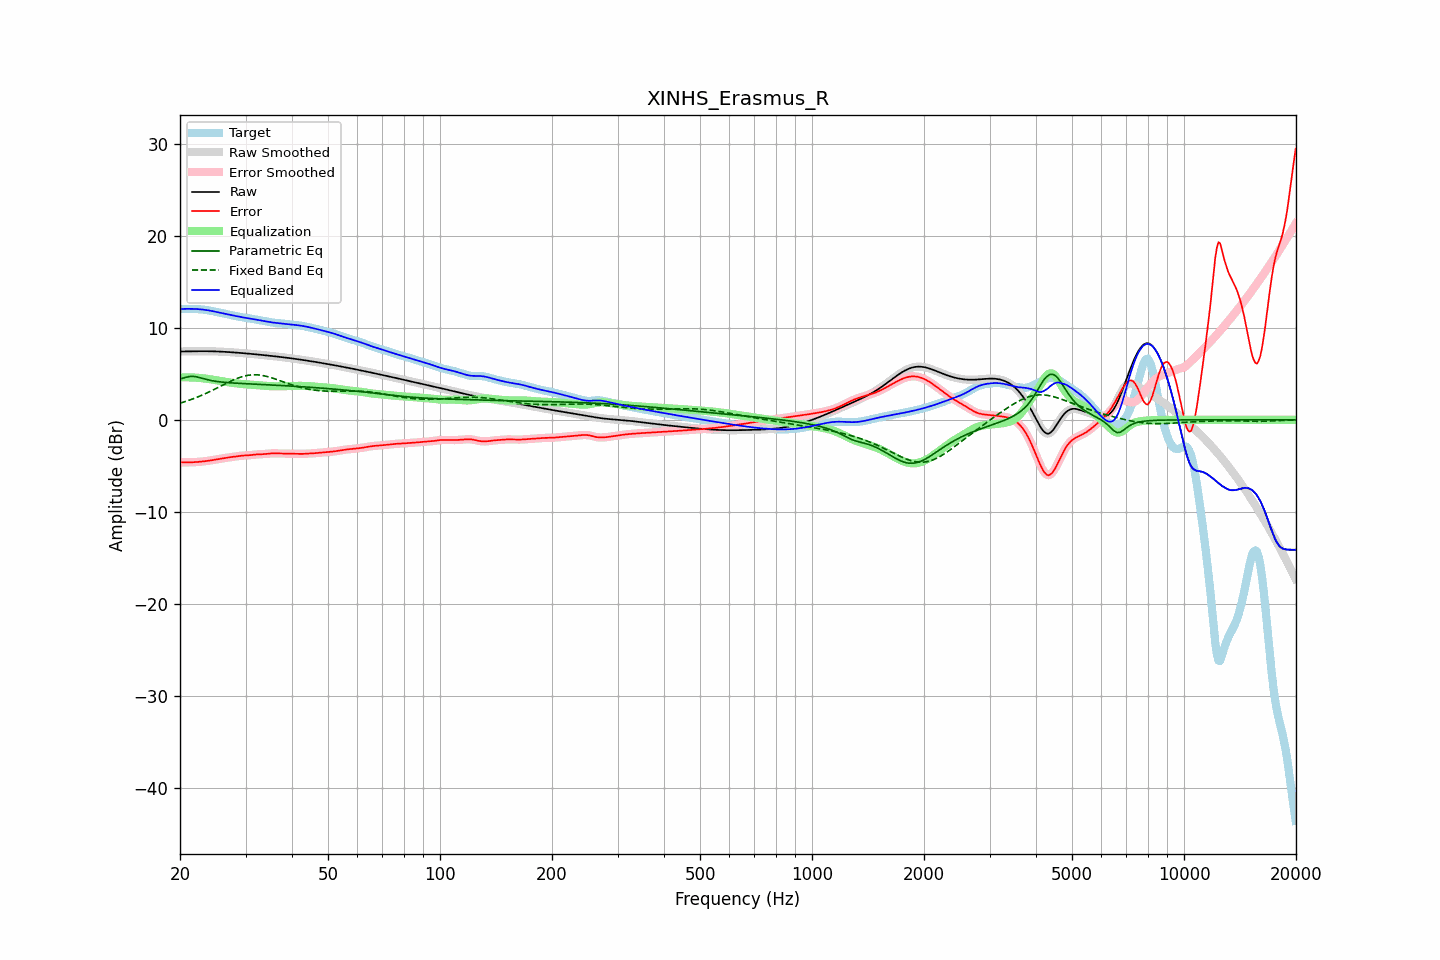 XINHS_Erasmus_R
Target
Raw Smoothed
Error Smoothed
Raw
Error
Equalization
Parametric Eq
Fixed Band Eq
Equalized
30
20
10
0
−10
−20
−30
−40
Amplitude (dBr)
20 50 100 200 500 1000 2000 5000 10000 20000
Frequency (Hz)